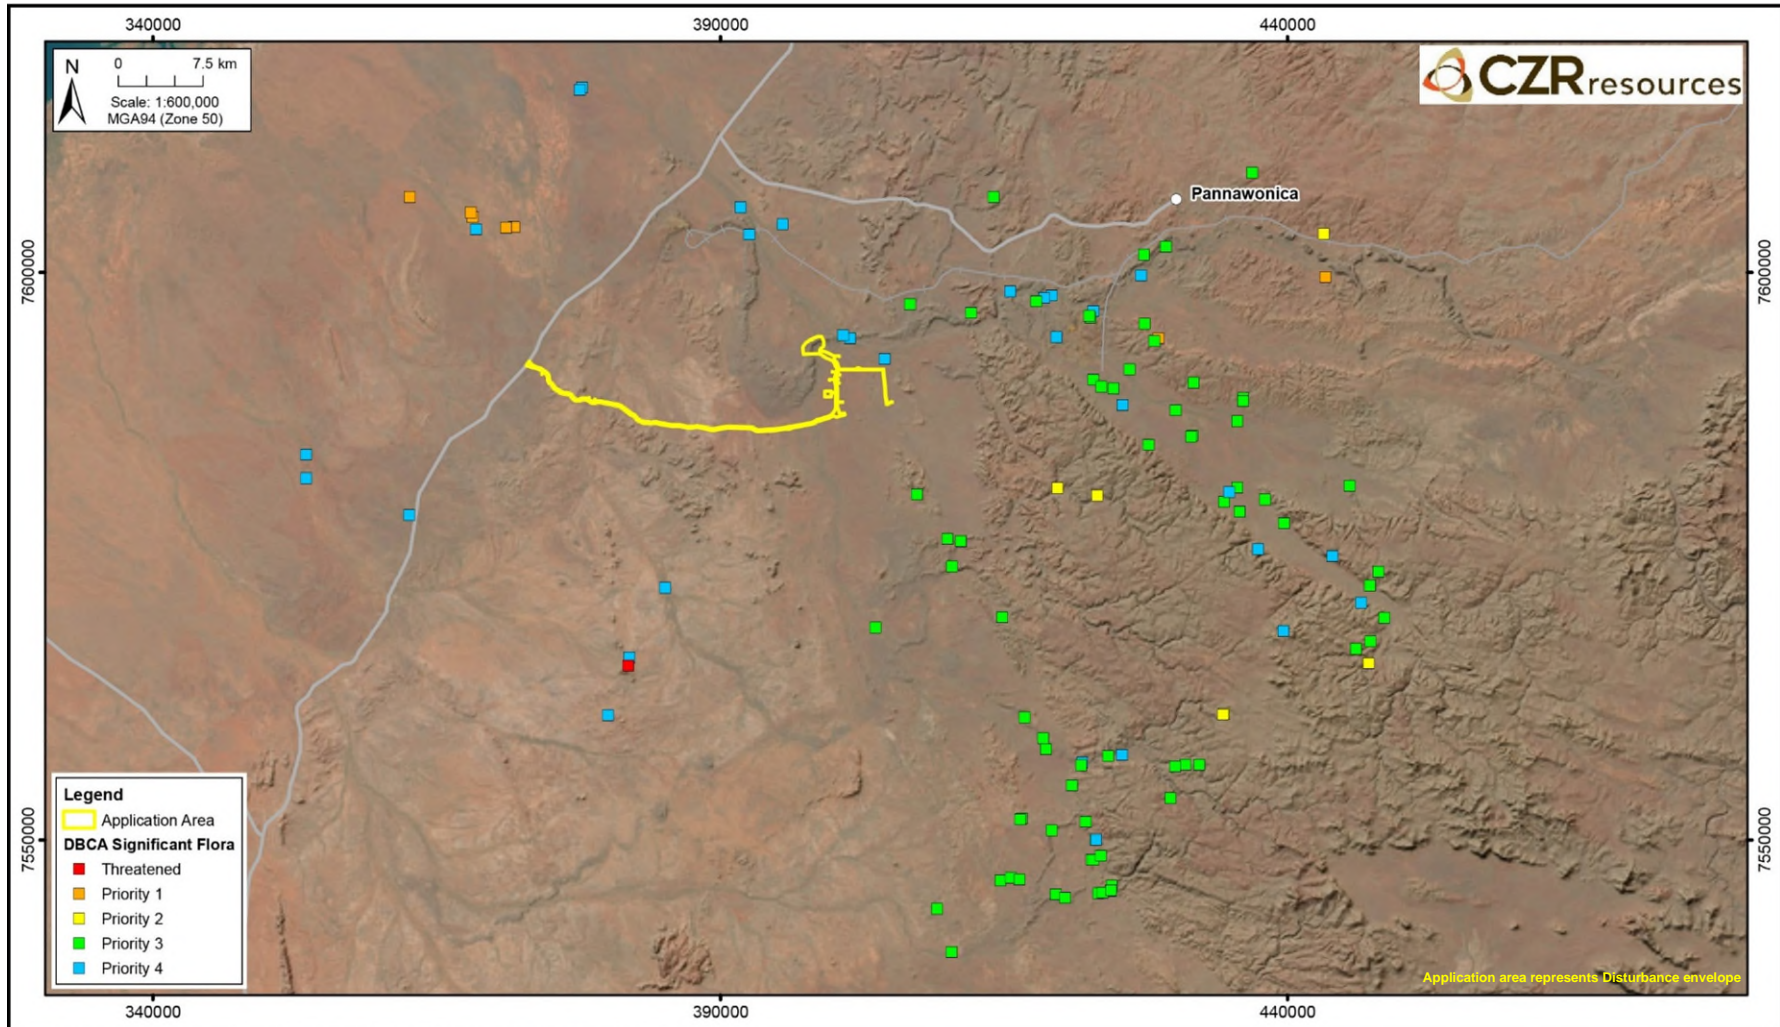 340000
390000
440000
N
0 7.5 km
Scale: 1:600,000
MGA94 (Zone 50)
CZR resources
Pannawonica
7600000
7600000
7550000
7550000
Legend
Application Area
DBCA Significant Flora
Threatened
Priority 1
Priority 2
Priority 3
Priority 4
Application area represents Disturbance envelope
340000
390000
440000